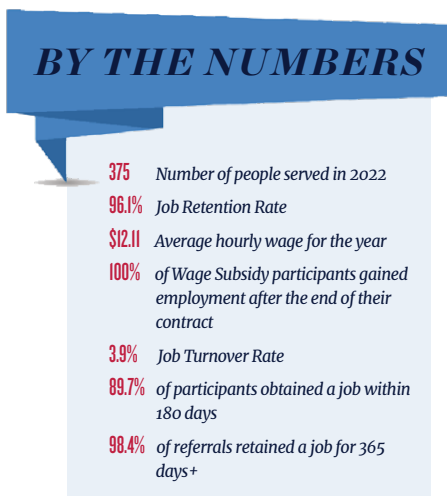 BY THE NUMBERS
375 Number of people served in 2022
96.1% Job Retention Rate
$12.11 Average hourly wage for the year
100% of Wage Subsidy participants gained
employment after the end of their
contract
3.9% Job Turnover Rate
89.7% of participants obtained a job within
180 days
98.4% of referrals retained a job for 365
days+